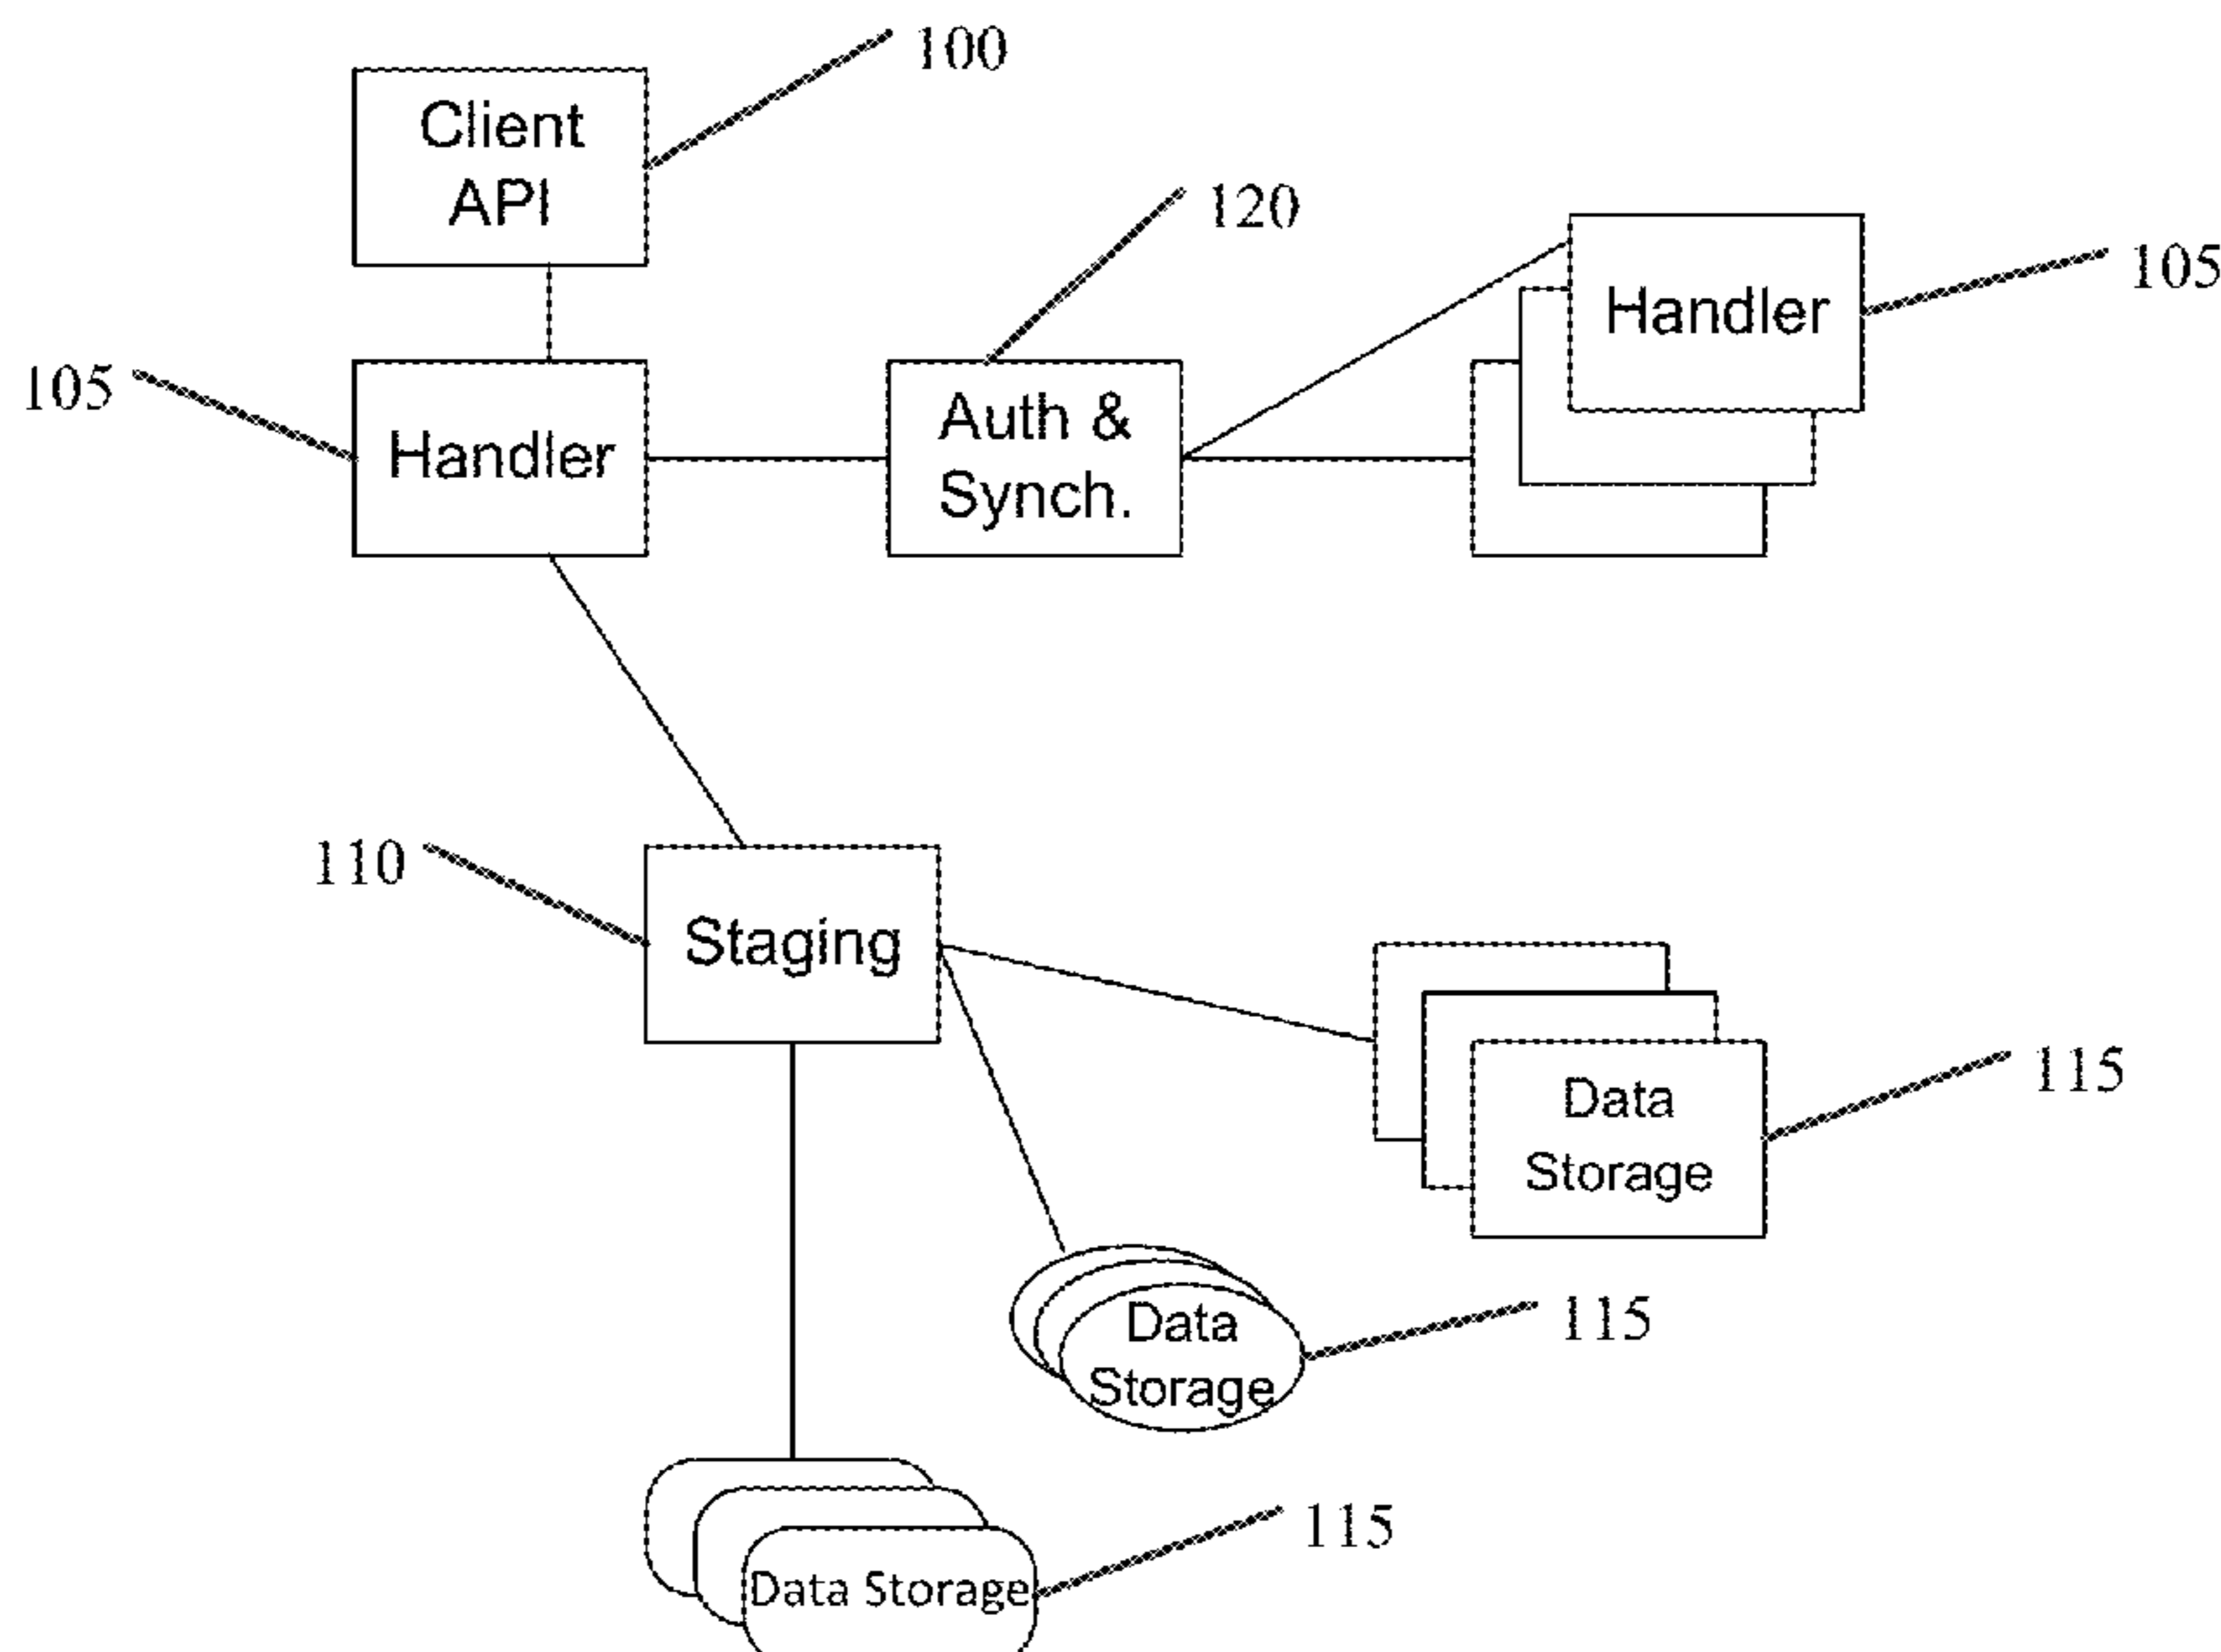 100
Client
API
120
105
Handler
105
Handler
Auth &
Synch.
110
Staging
115
Data
Storage
115
Data
Storage
115
Data Storage